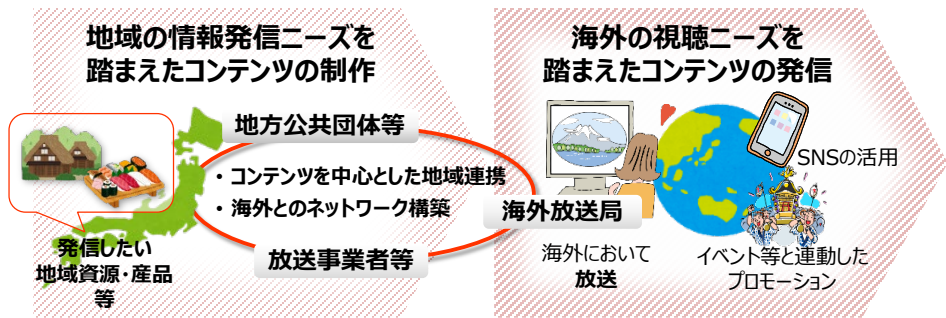 地域の情報発信ニーズを
踏まえたコンテンツの制作
地方公共団体等
・コンテンツを中心とした地域連携
・海外とのネットワーク構築
放送事業者等
発信したい
地域資源・産品
等
海外の視聴ニーズを
踏まえたコンテンツの発信
海外放送局
海外において
放送
SNSの活用
イベント等と連動した
プロモーション